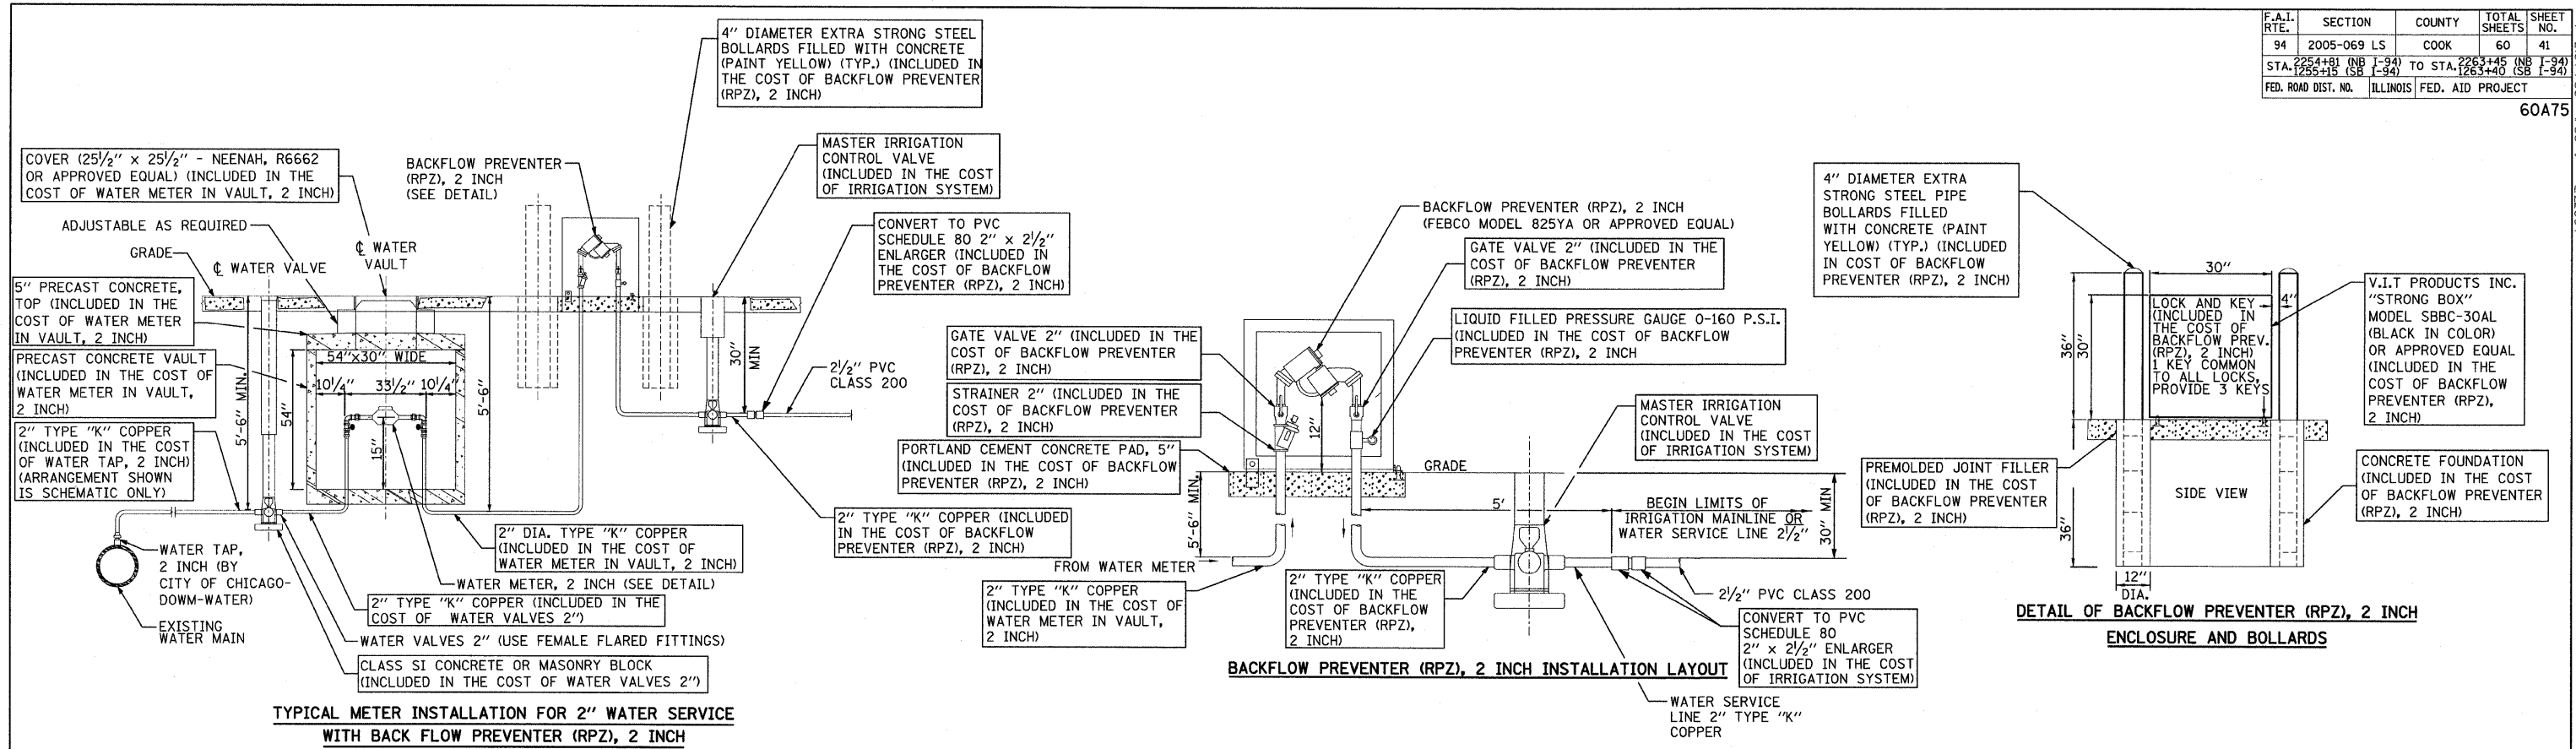 F.A.I. RTE. SECTION COUNTY TOTAL SHEETS SHEET NO.
94 2005-069 LS COOK 60 41
STA. 2254+81 (NB I-94) TO STA. 2263+45 (NB I-94)
1255+15 (SB I-94) 1263+40 (SB I-94)
FED. ROAD DIST. NO. ILLINOIS FED. AID PROJECT
60A75
4" DIAMETER EXTRA STRONG STEEL
BOLLARDS FILLED WITH CONCRETE
(PAINT YELLOW) (TYP.) (INCLUDED IN
THE COST OF BACKFLOW PREVENTER
(RPZ), 2 INCH)
COVER (25½" x 25½" - NEENAH, R6662
OR APPROVED EQUAL) (INCLUDED IN THE
COST OF WATER METER IN VAULT, 2 INCH)
BACKFLOW PREVENTER
(RPZ), 2 INCH
(SEE DETAIL)
MASTER IRRIGATION
CONTROL VALVE
(INCLUDED IN THE COST
OF IRRIGATION SYSTEM)
ADJUSTABLE AS REQUIRED
GRADE
℄ WATER VALVE
℄ WATER
VAULT
CONVERT TO PVC
SCHEDULE 80 2" x 2½"
ENLARGER (INCLUDED IN
THE COST OF BACKFLOW
PREVENTER (RPZ), 2 INCH)
5" PRECAST CONCRETE,
TOP (INCLUDED IN THE
COST OF WATER METER
IN VAULT, 2 INCH)
PRECAST CONCRETE VAULT
(INCLUDED IN THE COST OF
WATER METER IN VAULT,
2 INCH)
2" TYPE "K" COPPER
(INCLUDED IN THE COST
OF WATER TAP, 2 INCH)
(ARRANGEMENT SHOWN
IS SCHEMATIC ONLY)
5'-6" MIN.
54"
54"x30" WIDE
10¼" 33½" 10¼"
15"
5'-6"
30"
MIN
2½" PVC
CLASS 200
WATER TAP,
2 INCH (BY
CITY OF CHICAGO-
DOWM-WATER)
EXISTING
WATER MAIN
2" DIA. TYPE "K" COPPER
(INCLUDED IN THE COST OF
WATER METER IN VAULT, 2 INCH)
WATER METER, 2 INCH (SEE DETAIL)
2" TYPE "K" COPPER (INCLUDED IN THE
COST OF WATER VALVES 2")
WATER VALVES 2" (USE FEMALE FLARED FITTINGS)
CLASS SI CONCRETE OR MASONRY BLOCK
(INCLUDED IN THE COST OF WATER VALVES 2")
2" TYPE "K" COPPER (INCLUDED
IN THE COST OF BACKFLOW
PREVENTER (RPZ), 2 INCH)
TYPICAL METER INSTALLATION FOR 2" WATER SERVICE
WITH BACK FLOW PREVENTER (RPZ), 2 INCH
BACKFLOW PREVENTER (RPZ), 2 INCH
(FEBCO MODEL 825YA OR APPROVED EQUAL)
GATE VALVE 2" (INCLUDED IN THE
COST OF BACKFLOW PREVENTER
(RPZ), 2 INCH)
GATE VALVE 2" (INCLUDED IN THE
COST OF BACKFLOW PREVENTER
(RPZ), 2 INCH)
LIQUID FILLED PRESSURE GAUGE 0-160 P.S.I.
(INCLUDED IN THE COST OF BACKFLOW
PREVENTER (RPZ), 2 INCH
STRAINER 2" (INCLUDED IN THE
COST OF BACKFLOW PREVENTER
(RPZ), 2 INCH)
PORTLAND CEMENT CONCRETE PAD, 5"
(INCLUDED IN THE COST OF BACKFLOW
PREVENTER (RPZ), 2 INCH)
12"
MASTER IRRIGATION
CONTROL VALVE
(INCLUDED IN THE COST
OF IRRIGATION SYSTEM)
GRADE
5'-6" MIN.
5'
BEGIN LIMITS OF
IRRIGATION MAINLINE OR
WATER SERVICE LINE 2½"
30" MIN
FROM WATER METER
2" TYPE "K" COPPER
(INCLUDED IN THE COST OF
WATER METER IN VAULT,
2 INCH)
2" TYPE "K" COPPER
(INCLUDED IN THE
COST OF BACKFLOW
PREVENTER (RPZ),
2 INCH)
2½" PVC CLASS 200
CONVERT TO PVC
SCHEDULE 80
2" x 2½" ENLARGER
(INCLUDED IN THE COST
OF IRRIGATION SYSTEM)
BACKFLOW PREVENTER (RPZ), 2 INCH INSTALLATION LAYOUT
WATER SERVICE
LINE 2" TYPE "K"
COPPER
4" DIAMETER EXTRA
STRONG STEEL PIPE
BOLLARDS FILLED
WITH CONCRETE (PAINT
YELLOW) (TYP.) (INCLUDED
IN COST OF BACKFLOW
PREVENTER (RPZ), 2 INCH)
30"
4"
36"
30"
LOCK AND KEY
(INCLUDED IN
THE COST OF
BACKFLOW PREV.
(RPZ), 2 INCH)
1 KEY COMMON
TO ALL LOCKS,
PROVIDE 3 KEYS
V.I.T PRODUCTS INC.
"STRONG BOX"
MODEL SBBC-30AL
(BLACK IN COLOR)
OR APPROVED EQUAL
(INCLUDED IN THE
COST OF BACKFLOW
PREVENTER (RPZ),
2 INCH)
PREMOLDED JOINT FILLER
(INCLUDED IN THE COST
OF BACKFLOW PREVENTER
(RPZ), 2 INCH)
SIDE VIEW
CONCRETE FOUNDATION
(INCLUDED IN THE COST
OF BACKFLOW PREVENTER
(RPZ), 2 INCH)
36"
12"
DIA.
DETAIL OF BACKFLOW PREVENTER (RPZ), 2 INCH
ENCLOSURE AND BOLLARDS